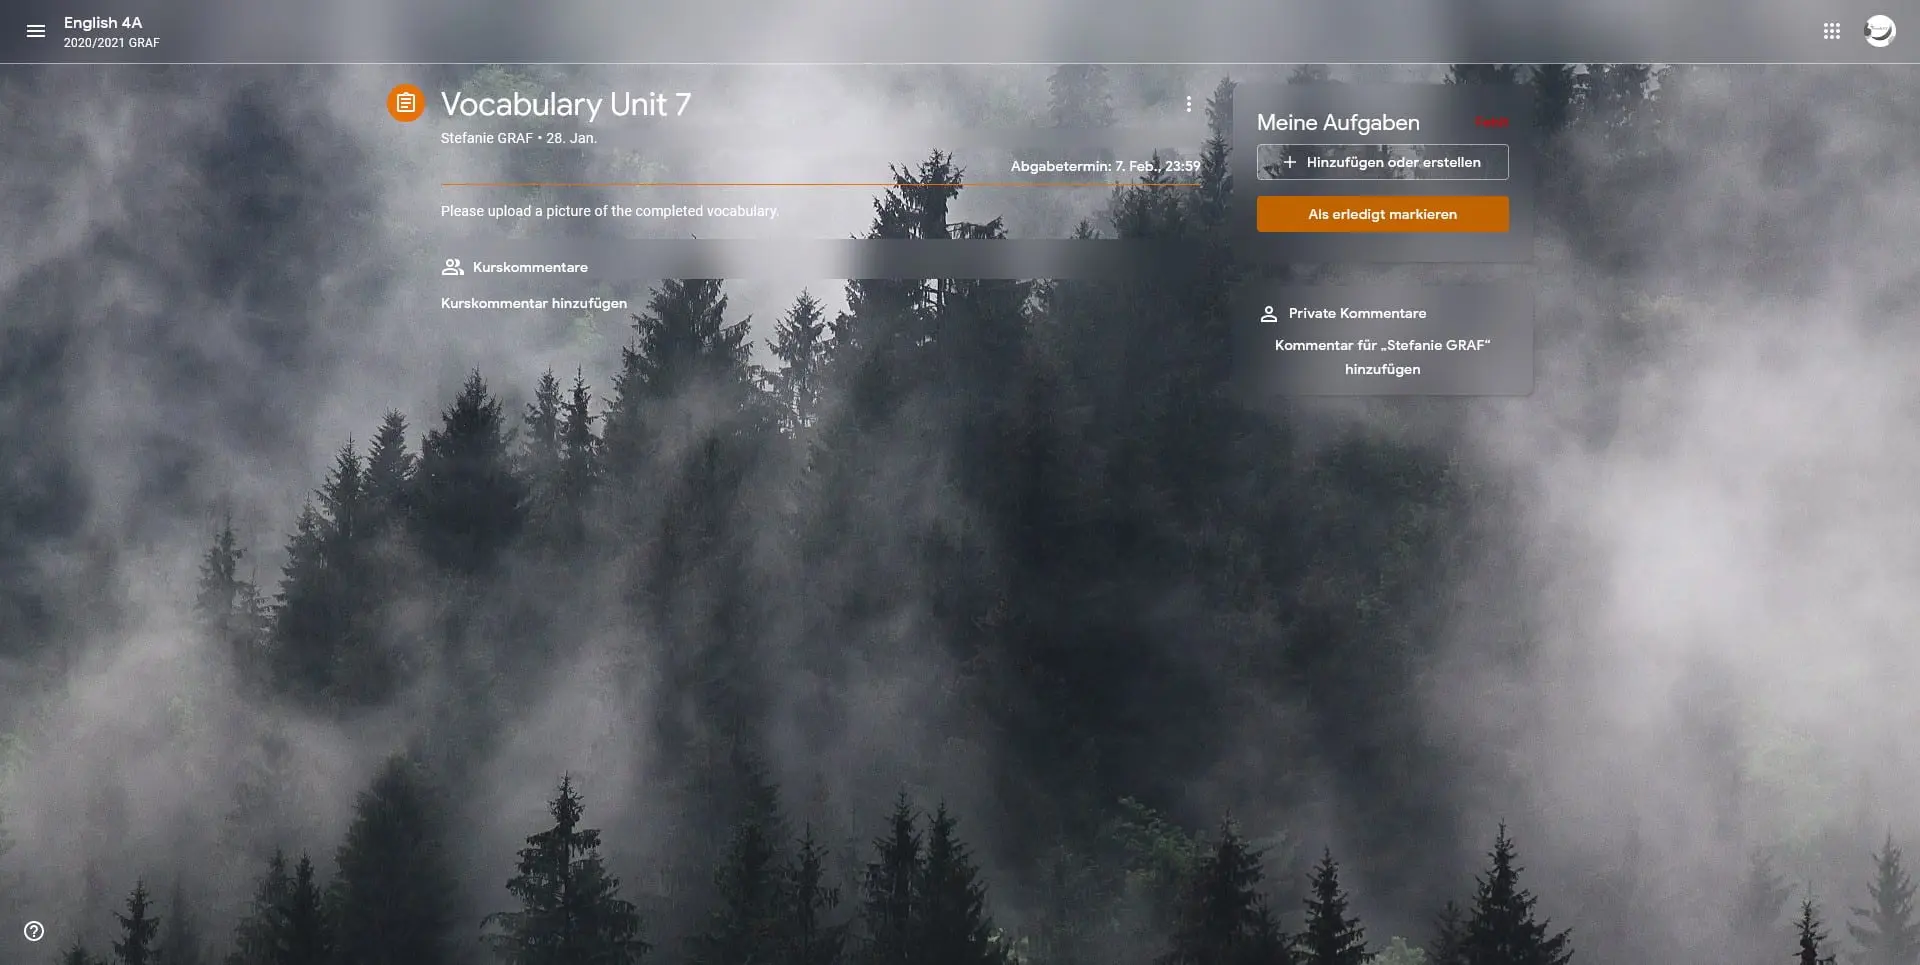 English 4A
2020/2021 GRAF
Vocabulary Unit 7
Stefanie GRAF • 28. Jan.
Abgabetermin: 7. Feb., 23:59
Please upload a picture of the completed vocabulary.
Kurskommentare
Kurskommentar hinzufügen
Meine Aufgaben
+ Hinzufügen oder erstellen
Als erledigt markieren
Private Kommentare
Kommentar für „Stefanie GRAF“
hinzufügen